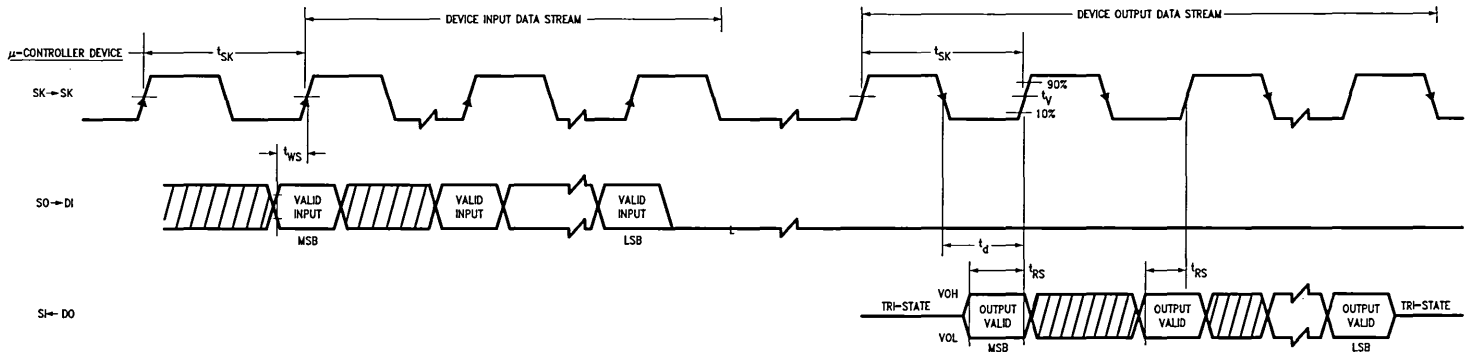 DEVICE INPUT DATA STREAM
DEVICE OUTPUT DATA STREAM
μ-CONTROLLER DEVICE
tSK
tSK
SK→SK
90%
tV
10%
tWS
SO→DI
VALID INPUT
VALID INPUT
VALID INPUT
MSB
LSB
L
td
tRS
tRS
SI←DO
TRI-STATE
VOH
VOL
OUTPUT VALID
OUTPUT VALID
OUTPUT VALID
TRI-STATE
MSB
LSB